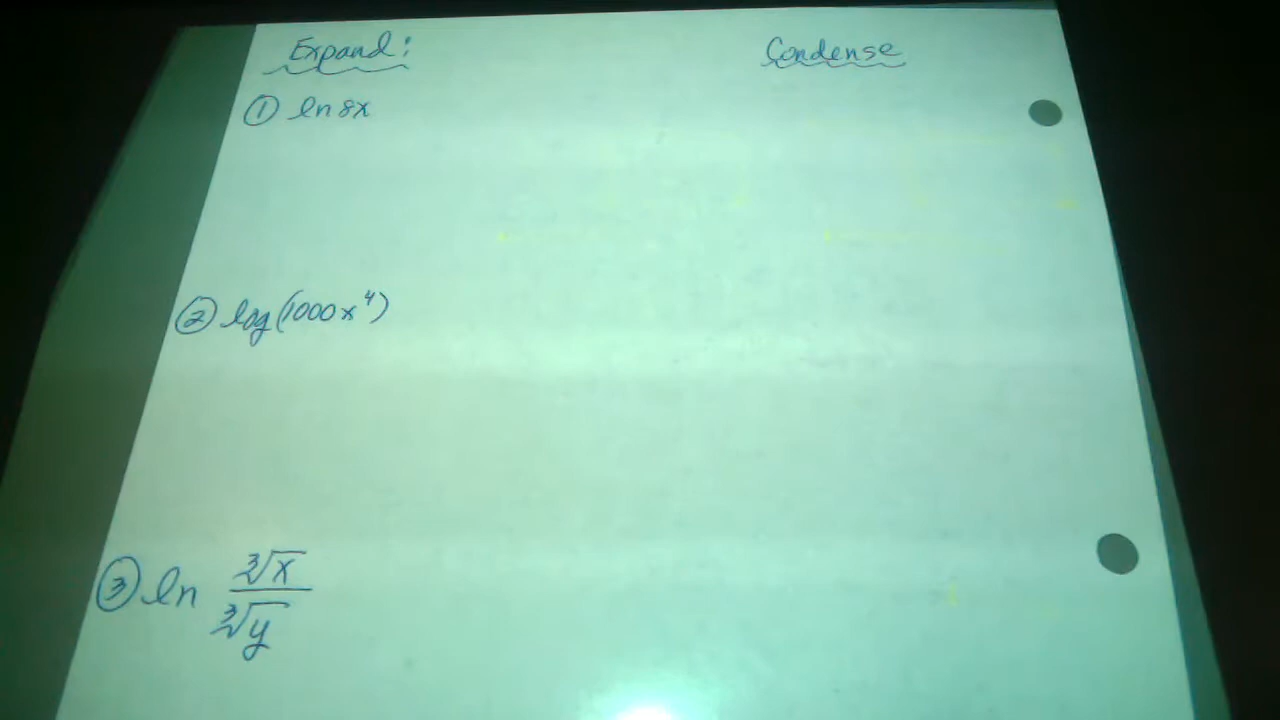 Expand:
Condense
① ln 8x
② log(1000x⁴)
③ ln ∛x / ∛y